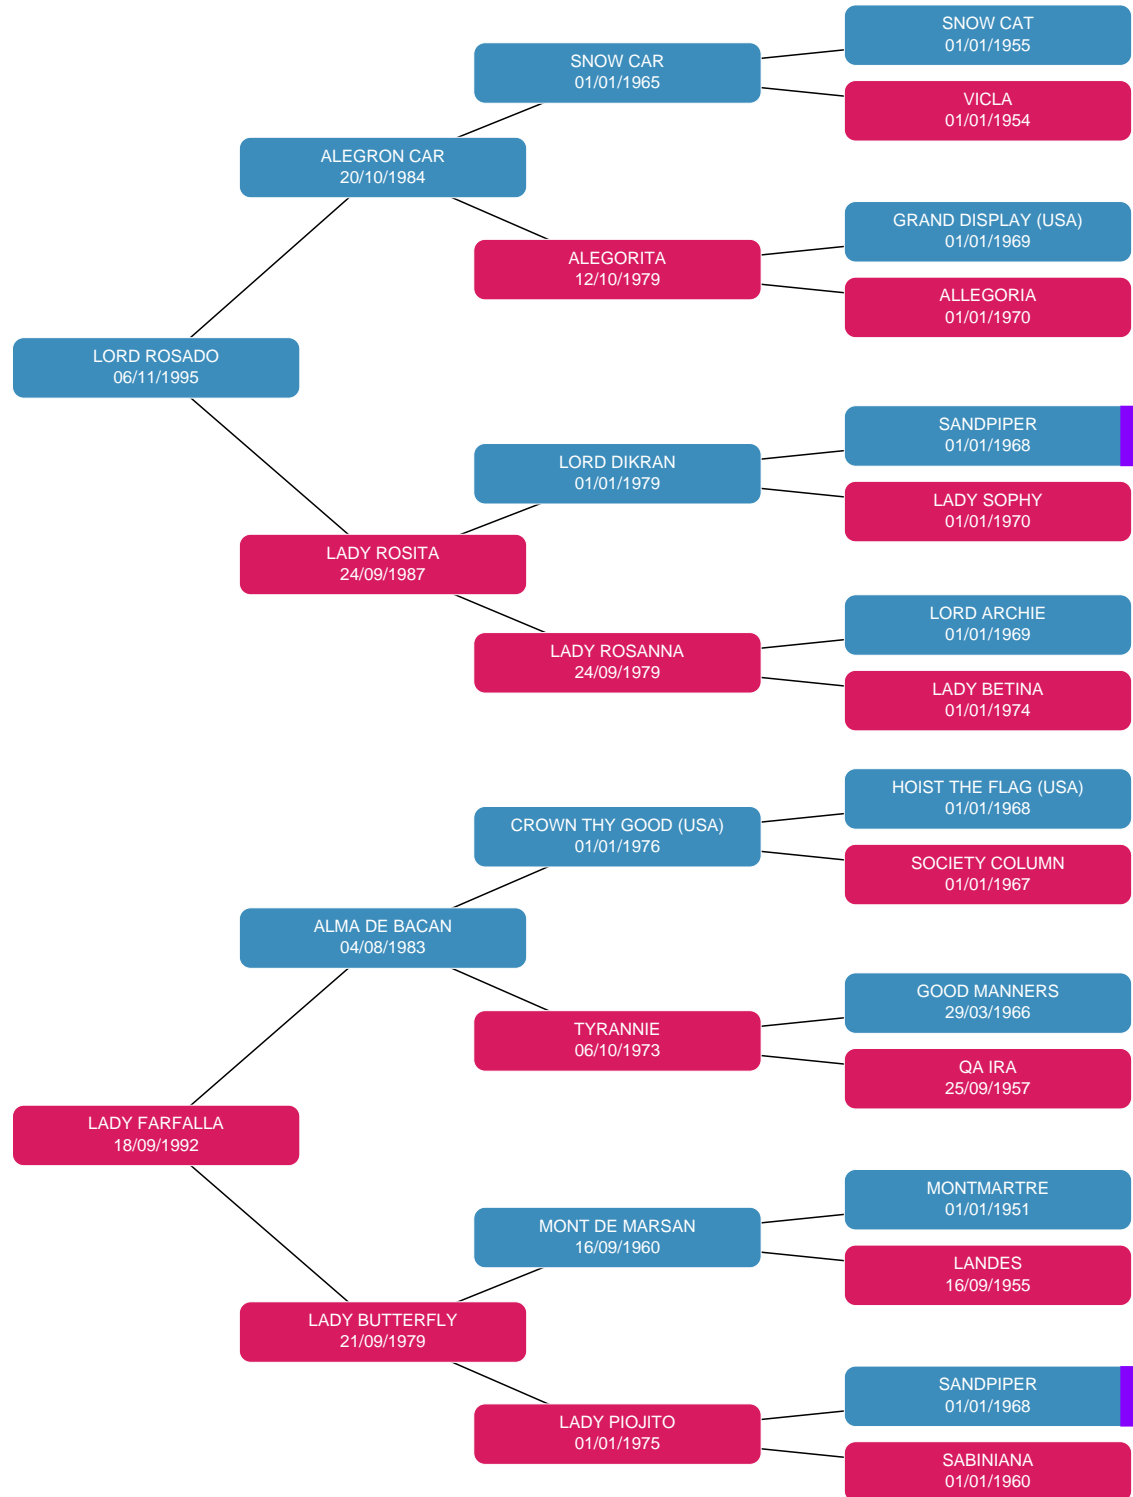 SNOW CAT
01/01/1955
SNOW CAR
01/01/1965
VICLA
01/01/1954
ALEGRON CAR
20/10/1984
GRAND DISPLAY (USA)
01/01/1969
ALEGORITA
12/10/1979
ALLEGORIA
01/01/1970
LORD ROSADO
06/11/1995
SANDPIPER
01/01/1968
LORD DIKRAN
01/01/1979
LADY SOPHY
01/01/1970
LADY ROSITA
24/09/1987
LORD ARCHIE
01/01/1969
LADY ROSANNA
24/09/1979
LADY BETINA
01/01/1974
HOIST THE FLAG (USA)
01/01/1968
CROWN THY GOOD (USA)
01/01/1976
SOCIETY COLUMN
01/01/1967
ALMA DE BACAN
04/08/1983
GOOD MANNERS
29/03/1966
TYRANNIE
06/10/1973
QA IRA
25/09/1957
LADY FARFALLA
18/09/1992
MONTMARTRE
01/01/1951
MONT DE MARSAN
16/09/1960
LANDES
16/09/1955
LADY BUTTERFLY
21/09/1979
SANDPIPER
01/01/1968
LADY PIOJITO
01/01/1975
SABINIANA
01/01/1960